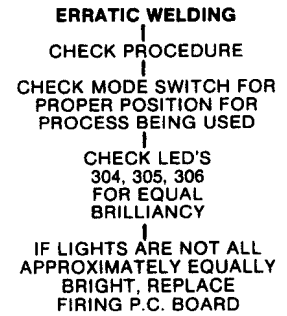 ERRATIC WELDING
CHECK PROCEDURE
CHECK MODE SWITCH FOR
PROPER POSITION FOR
PROCESS BEING USED
CHECK LED'S
304, 305, 306
FOR EQUAL
BRILLIANCY
IF LIGHTS ARE NOT ALL
APPROXIMATELY EQUALLY
BRIGHT, REPLACE
FIRING P.C. BOARD